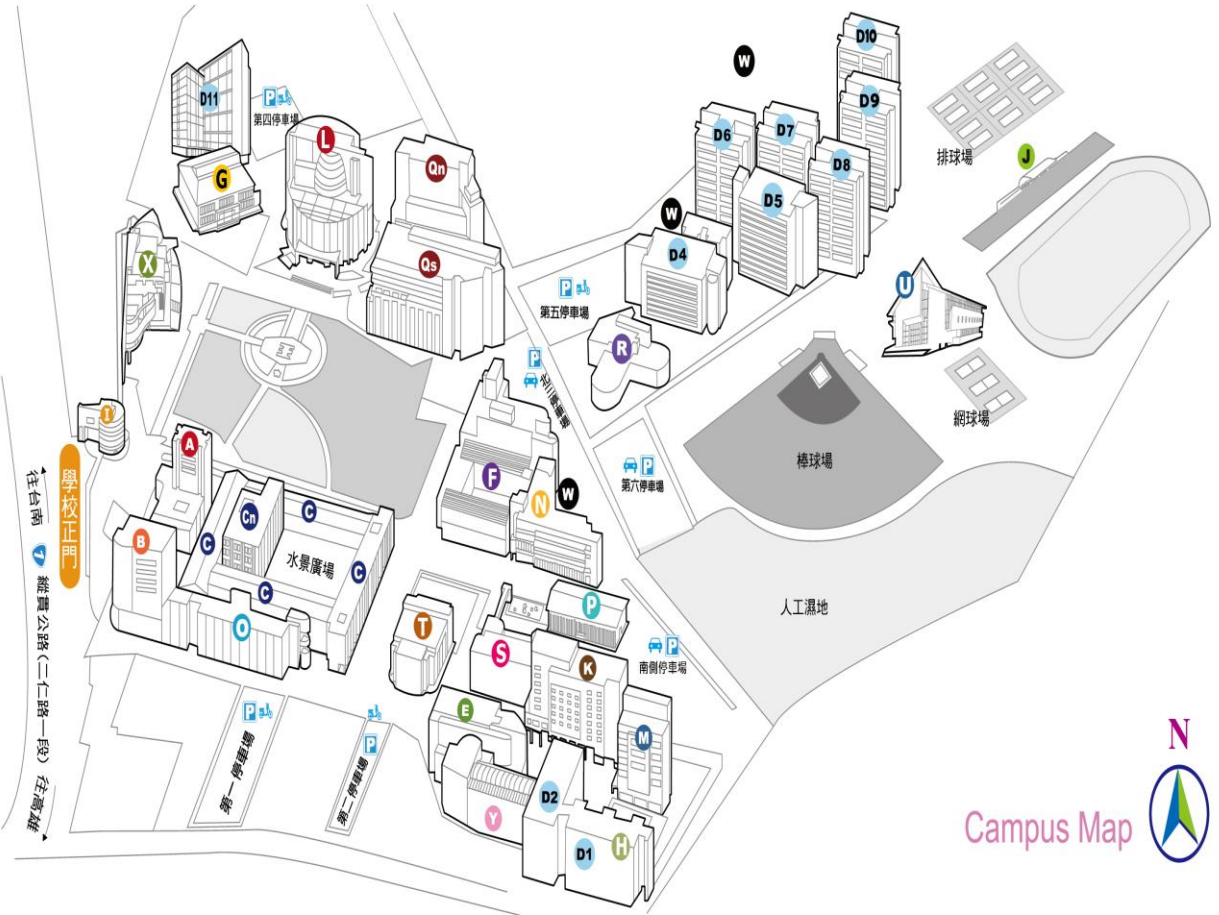 D10
W
D11
第四停車場
D9
D6
D7
L
D8
排球場
J
G
Qn
D5
W
D4
X
Qs
U
第五停車場
R
I
網球場
A
棒球場
第六停車場
F
N
W
學校正門
往台南
縱貫公路(二仁路一段)
往高雄
B
Cn
C
C
C
C
水景廣場
O
P
人工濕地
T
S
K
南側停車場
E
M
第一停車場
第二停車場
D2
Y
H
D1
N
Campus Map